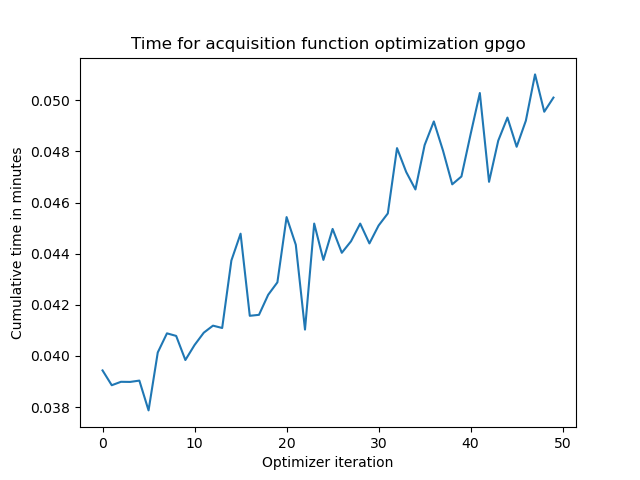 Time for acquisition function optimization gpgo
0.050
0.048
0.046
0.044
0.042
0.040
0.038
Cumulative time in minutes
0 10 20 30 40 50
Optimizer iteration